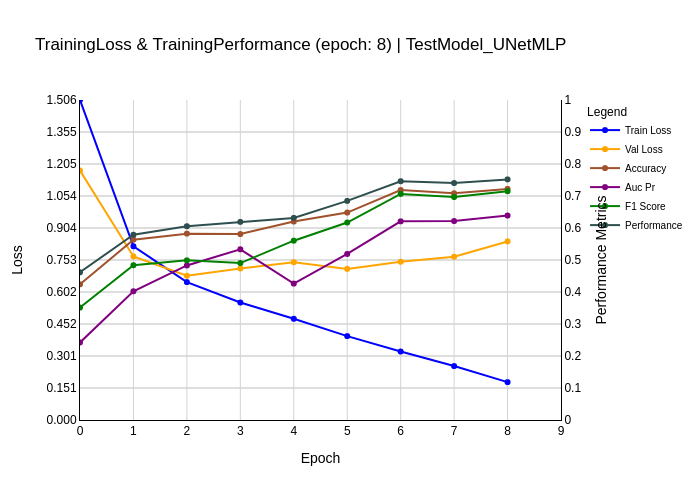 TrainingLoss & TrainingPerformance (epoch: 8) | TestModel_UNetMLP
1.506
1.355
1.205
1.054
0.904
0.753
0.602
0.452
0.301
0.151
0.000
Loss
0 1 2 3 4 5 6 7 8 9
Epoch
1
0.9
0.8
0.7
0.6
0.5
0.4
0.3
0.2
0.1
0
Performance Metrics
Legend
Train Loss
Val Loss
Accuracy
Auc Pr
F1 Score
Performance